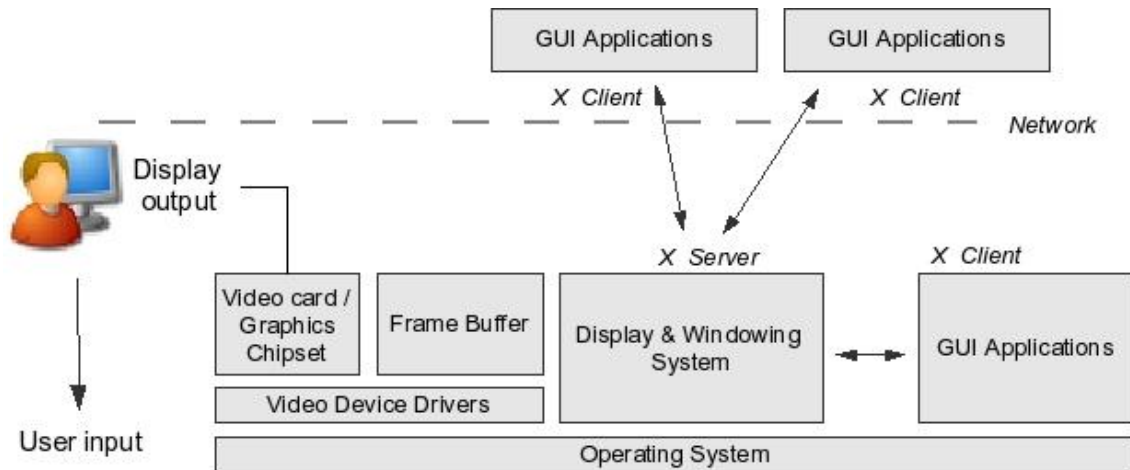 GUI Applications
GUI Applications
X Client
X Client
Network
Display
output
X Server
X Client
Video card /
Graphics
Chipset
Frame Buffer
Display & Windowing
System
GUI Applications
Video Device Drivers
User input
Operating System